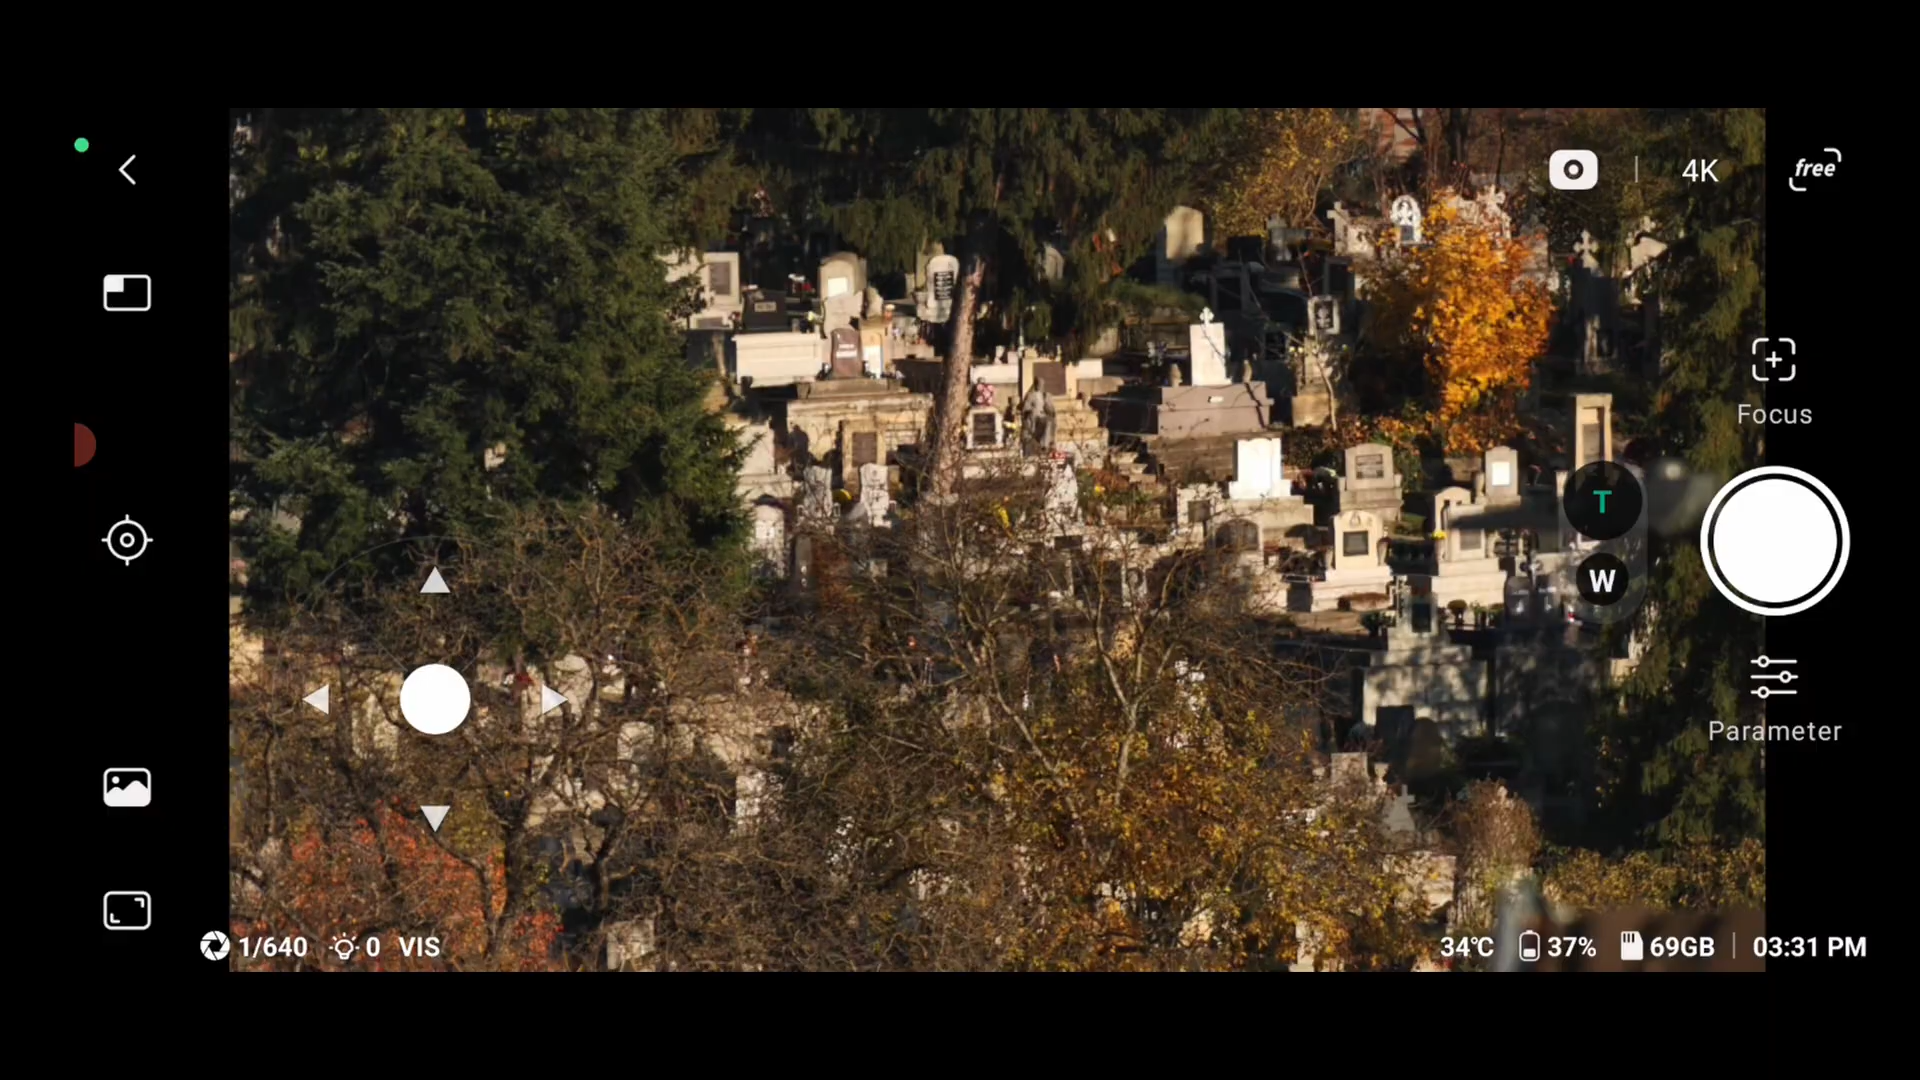 4K
free
Focus
T
W
Parameter
1/640 0 VIS
34°C 37% 69GB 03:31 PM